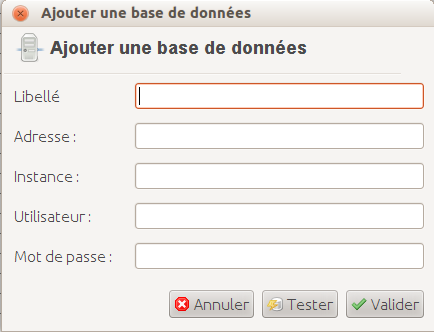 Ajouter une base de données
Ajouter une base de données
Libellé
Adresse :
Instance :
Utilisateur :
Mot de passe :
Annuler Tester Valider